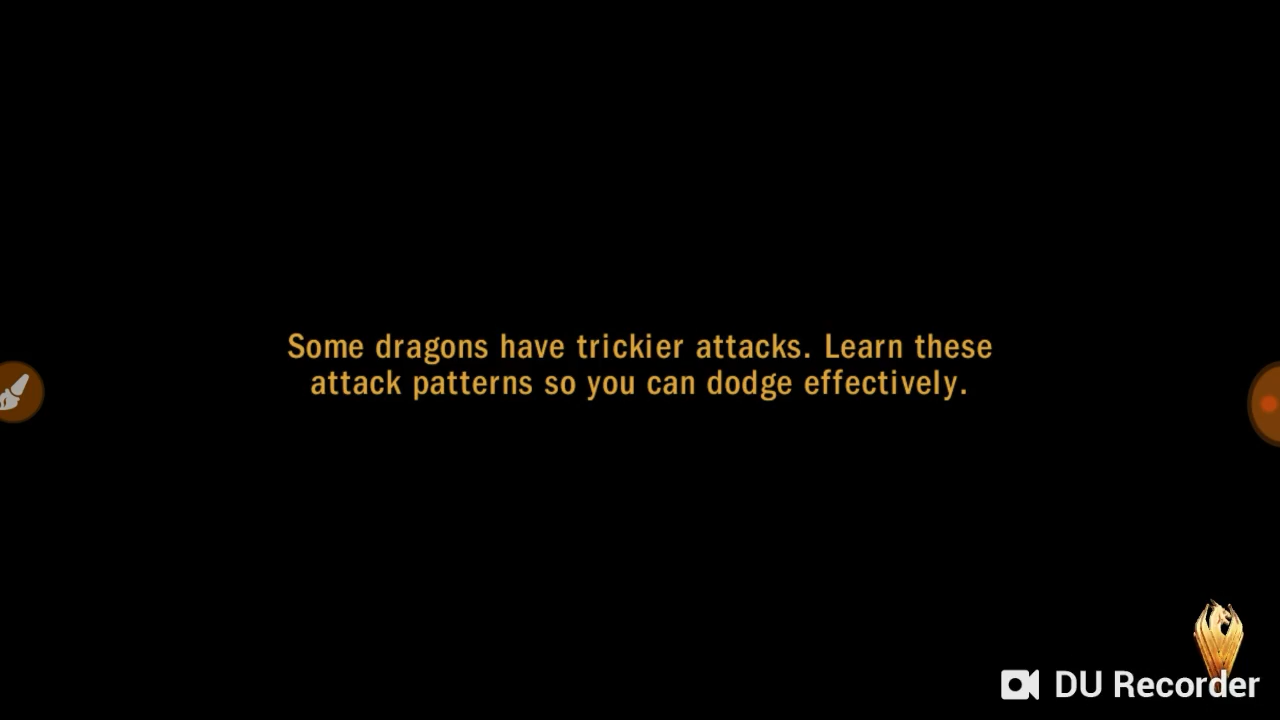 Some dragons have trickier attacks. Learn these
attack patterns so you can dodge effectively.
DU Recorder